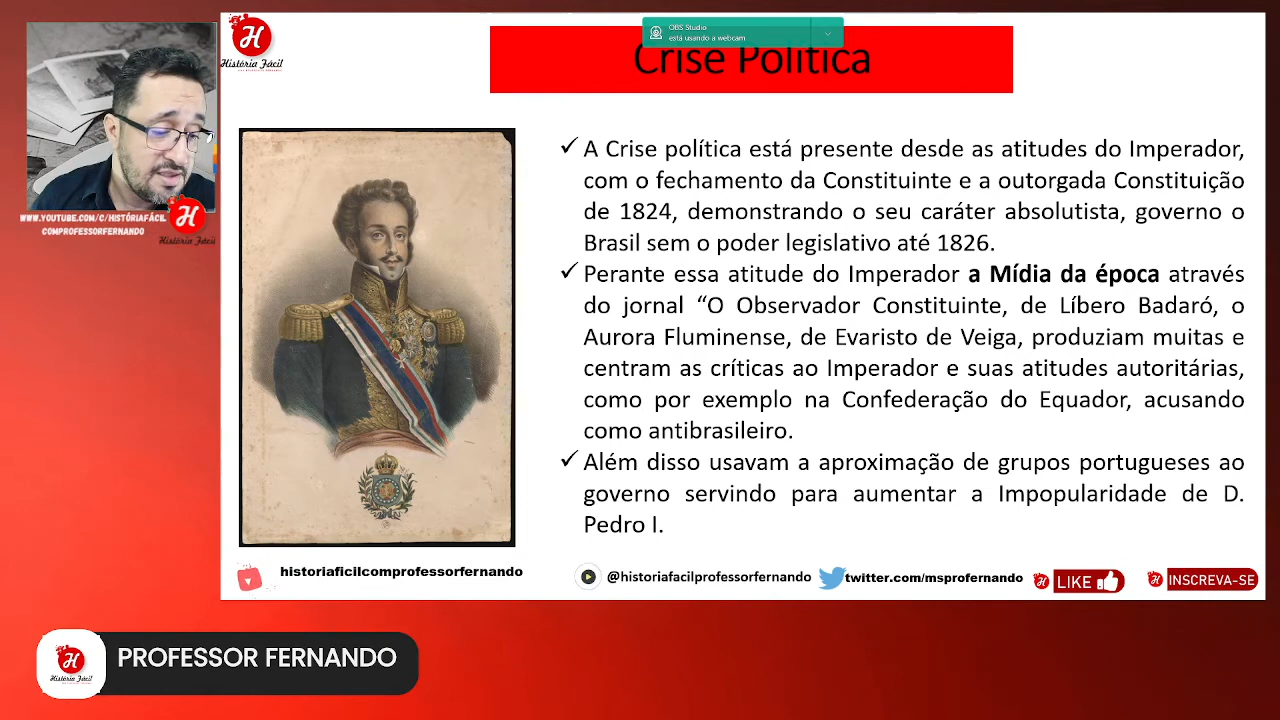 H
História Fácil
OBS Studio
está usando a webcam
Crise Política
✓ A Crise política está presente desde as atitudes do Imperador,
com o fechamento da Constituinte e a outorgada Constituição
de 1824, demonstrando o seu caráter absolutista, governo o
Brasil sem o poder legislativo até 1826.
✓ Perante essa atitude do Imperador a Mídia da época através
do jornal “O Observador Constituinte, de Líbero Badaró, o
Aurora Fluminense, de Evaristo de Veiga, produziam muitas e
centram as críticas ao Imperador e suas atitudes autoritárias,
como por exemplo na Confederação do Equador, acusando
como antibrasileiro.
✓ Além disso usavam a aproximação de grupos portugueses ao
governo servindo para aumentar a Impopularidade de D.
Pedro I.
WWW.YOUTUBE.COM/C/HISTÓRIAFÁCIL
COMPROFESSORFERNANDO
H
História Fácil
historiaficilcomprofessorfernando
@historiafacilprofessorfernando
twitter.com/msprofernando
H LIKE
H INSCREVA-SE
H
História Fácil
PROFESSOR FERNANDO